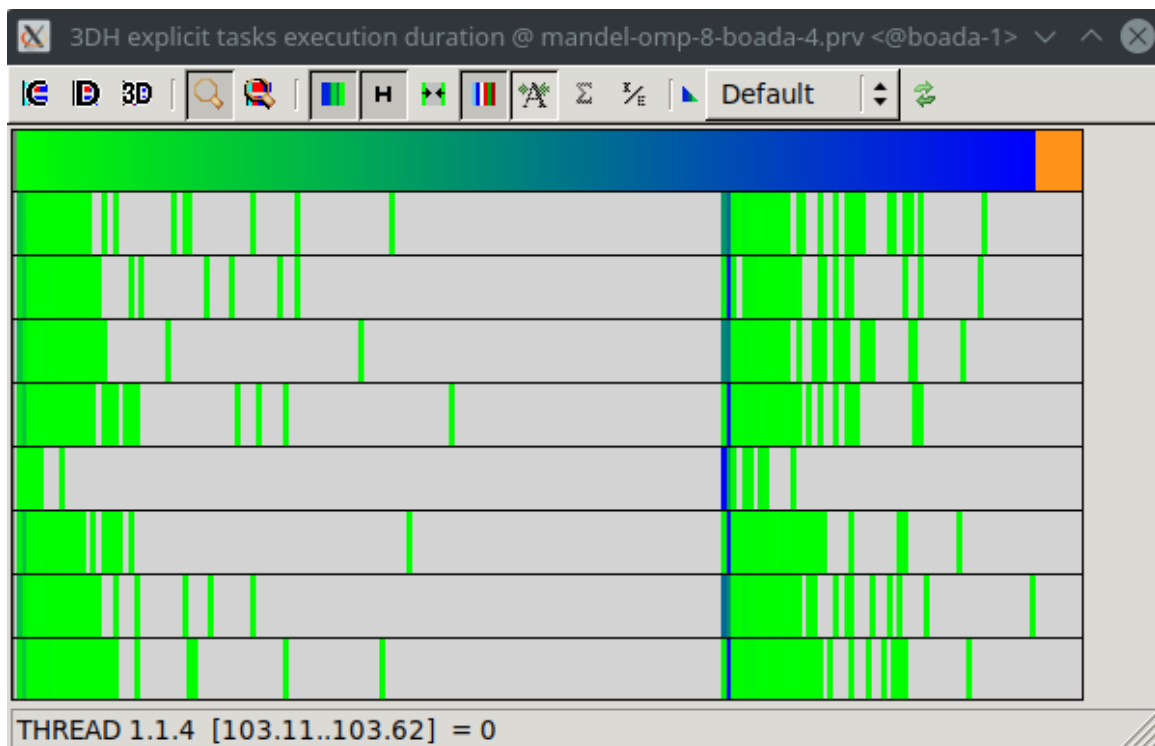 3DH explicit tasks execution duration @ mandel-omp-8-boada-4.prv <@boada-1>
3D H Σ Default
THREAD 1.1.4 [103.11..103.62] = 0